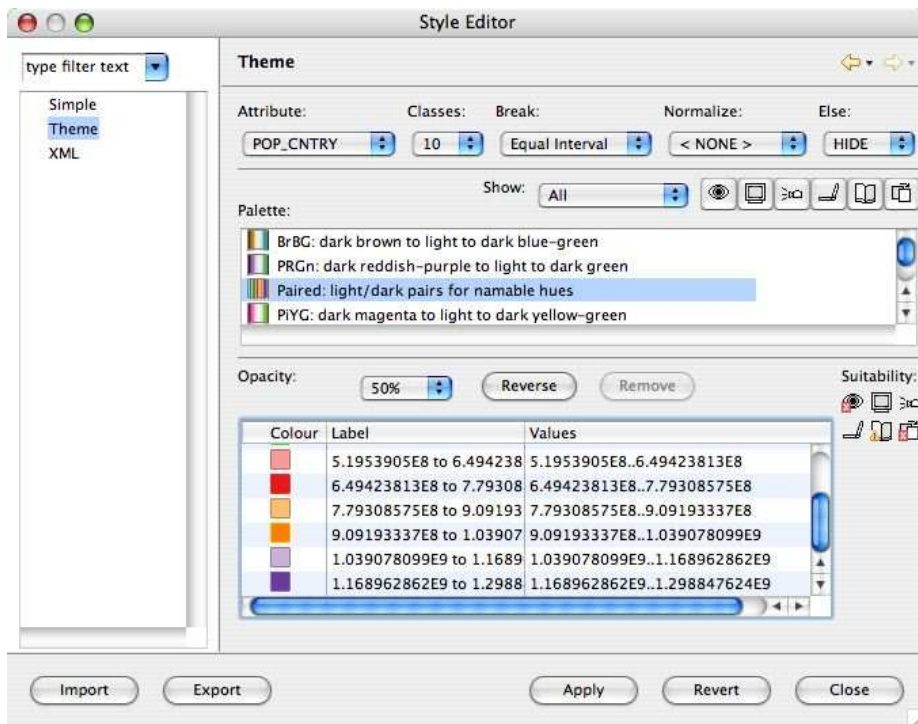 Style Editor
type filter text
Simple
Theme
XML
Theme
Attribute: Classes: Break: Normalize: Else:
POP_CNTRY 10 Equal Interval < NONE > HIDE
Show: All
Palette:
BrBG: dark brown to light to dark blue-green
PRGn: dark reddish-purple to light to dark green
Paired: light/dark pairs for namable hues
PiYG: dark magenta to light to dark yellow-green
Opacity: 50% Reverse Remove Suitability:
Colour Label Values
5.1953905E8 to 6.494238 5.1953905E8..6.49423813E8
6.49423813E8 to 7.79308 6.49423813E8..7.79308575E8
7.79308575E8 to 9.09193 7.79308575E8..9.09193337E8
9.09193337E8 to 1.03907 9.09193337E8..1.039078099E9
1.039078099E9 to 1.1689 1.039078099E9..1.168962862E9
1.168962862E9 to 1.2988 1.168962862E9..1.298847624E9
Import Export Apply Revert Close